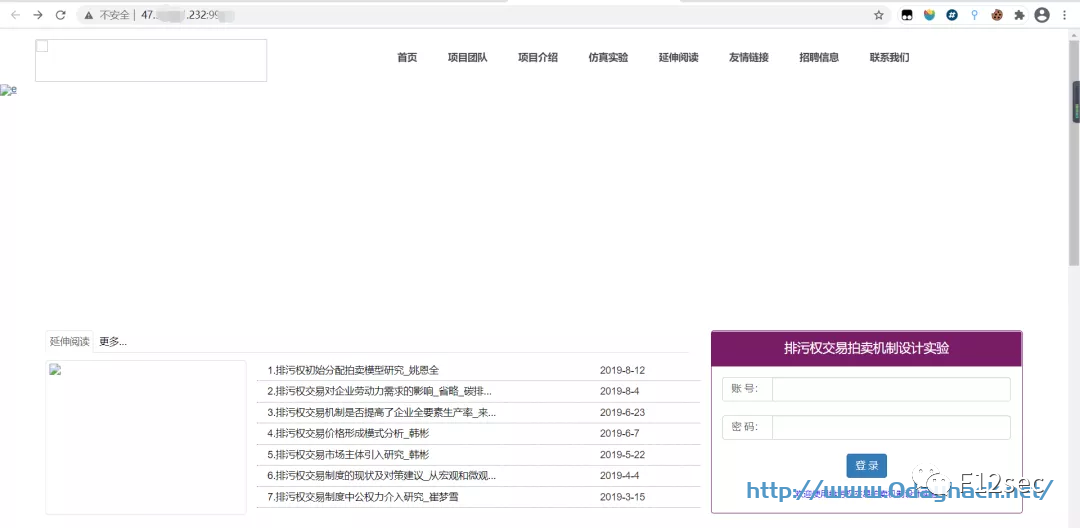 不安全 | 47. .232:99
首页 项目团队 项目介绍 仿真实验 延伸阅读 友情链接 招聘信息 联系我们
延伸阅读 更多...
1.排污权初始分配拍卖模型研究_姚恩全 2019-8-12
2.排污权交易对企业劳动力需求的影响_省略_碳排... 2019-8-4
3.排污权交易机制是否提高了企业全要素生产率_来... 2019-6-23
4.排污权交易价格形成模式分析_韩彬 2019-6-7
5.排污权交易市场主体引入研究_韩彬 2019-5-22
6.排污权交易制度的现状及对策建议_从宏观和微观... 2019-4-4
7.排污权交易制度中公权力介入研究_崔梦雪 2019-3-15
排污权交易拍卖机制设计实验
账 号:
密 码:
登 录
E12sec
http://www.0dayhack.net/